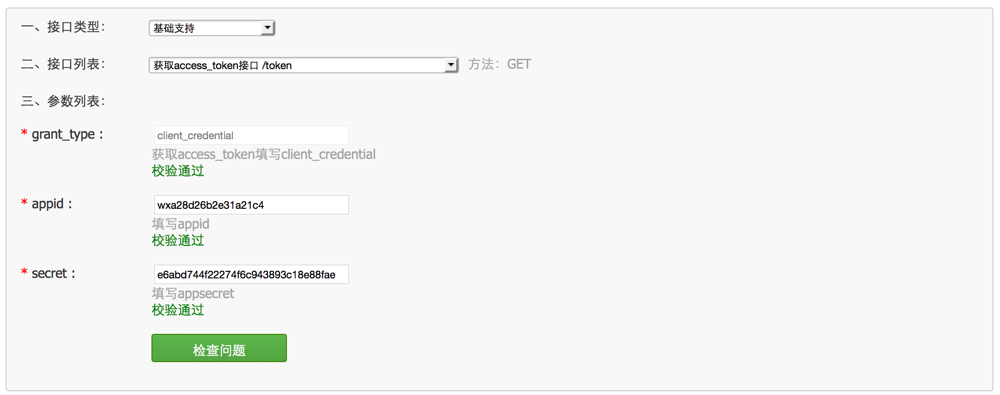 一、接口类型： 基础支持
二、接口列表： 获取access_token接口 /token 方法：GET
三、参数列表：
* grant_type : client_credential
获取access_token填写client_credential
校验通过
* appid : wxa28d26b2e31a21c4
填写appid
校验通过
* secret : e6abd744f22274f6c943893c18e88fae
填写appsecret
校验通过
检查问题